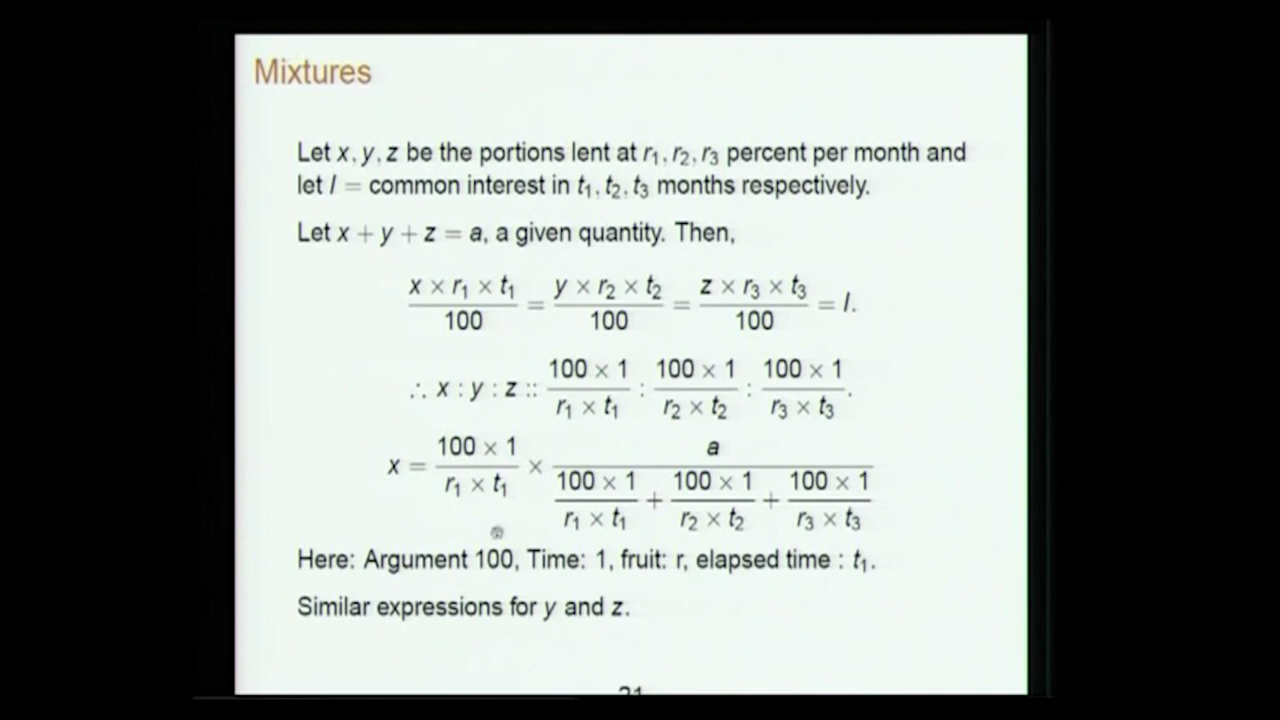 Mixtures
Let x, y, z be the portions lent at r₁, r₂, r₃ percent per month and
let I = common interest in t₁, t₂, t₃ months respectively.
Let x + y + z = a, a given quantity. Then,
(x × r₁ × t₁)/100 = (y × r₂ × t₂)/100 = (z × r₃ × t₃)/100 = I.
∴ x : y : z :: (100 × 1)/(r₁ × t₁) : (100 × 1)/(r₂ × t₂) : (100 × 1)/(r₃ × t₃).
x = (100 × 1)/(r₁ × t₁) × a/((100 × 1)/(r₁ × t₁) + (100 × 1)/(r₂ × t₂) + (100 × 1)/(r₃ × t₃))
Here: Argument 100, Time: 1, fruit: r, elapsed time : t₁.
Similar expressions for y and z.